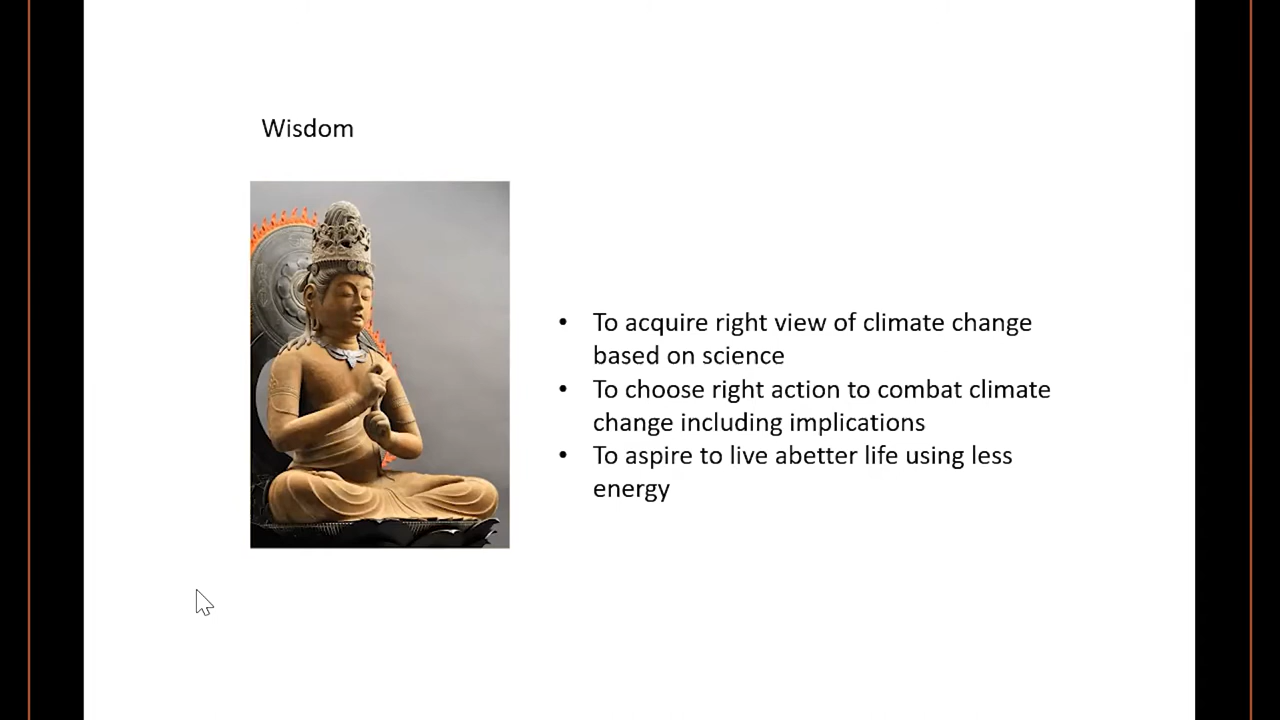 Wisdom
• To acquire right view of climate change
based on science
• To choose right action to combat climate
change including implications
• To aspire to live abetter life using less
energy